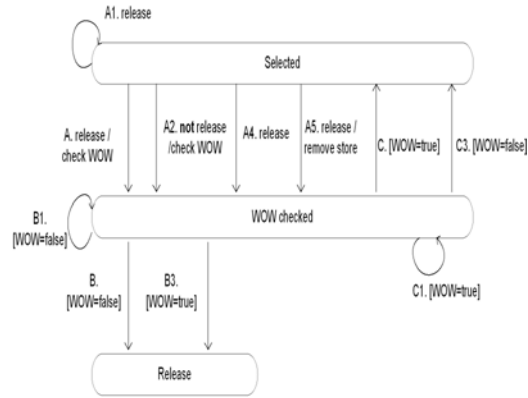 A1. release
Selected
A. release /
check WOW
A2. not release
/check WOW
A4. release
A5. release /
remove store
C. [WOW=true]
C3. [WOW=false]
B1.
[WOW=false]
WOW checked
B.
[WOW=false]
B3.
[WOW=true]
C1. [WOW=true]
Release